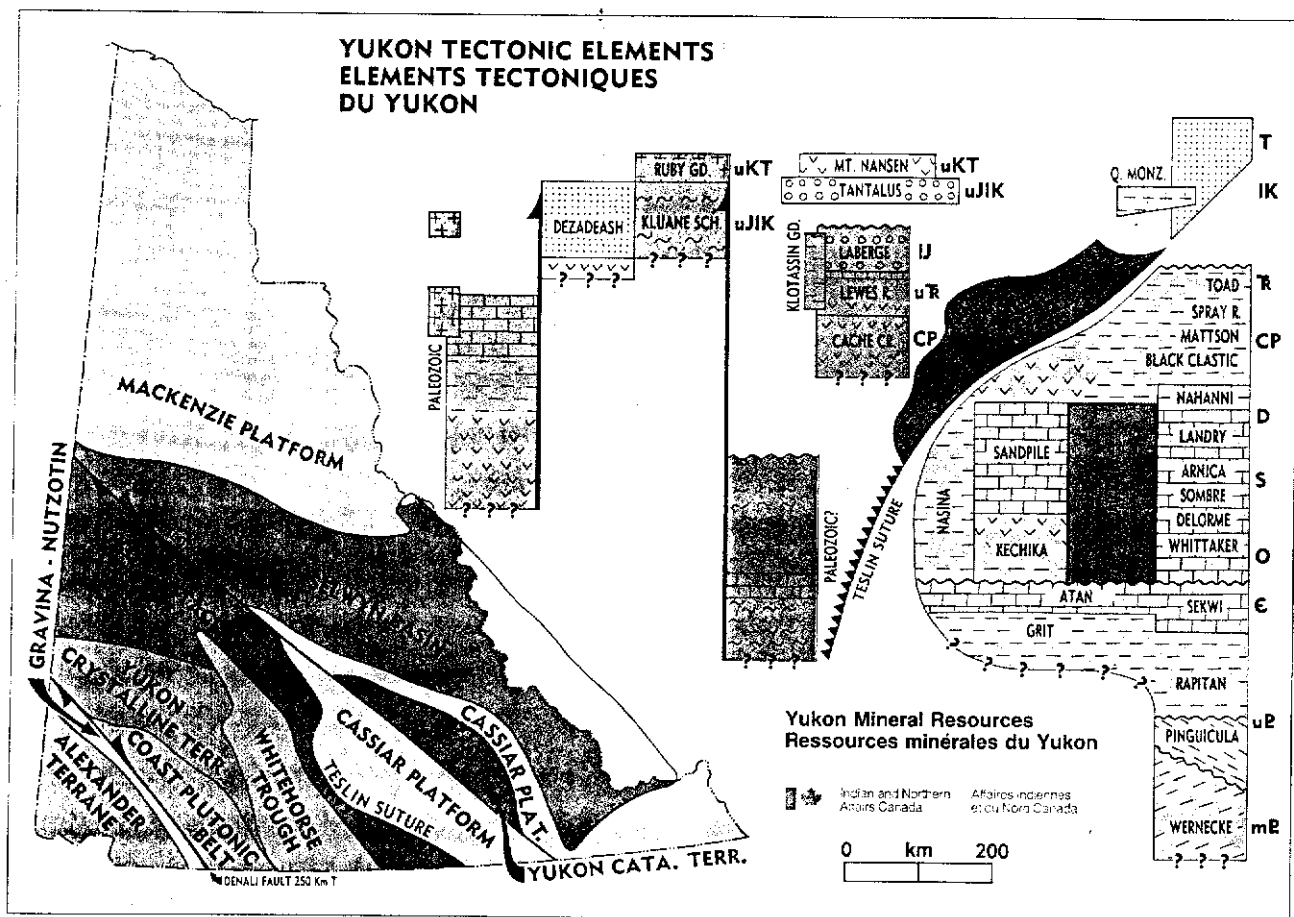 YUKON TECTONIC ELEMENTS
ELEMENTS TECTONIQUES
DU YUKON
MACKENZIE PLATFORM
GRAVINA - NUTZOTIN
YUKON
CRYSTALLINE TERR.
COAST PLUTONIC
BELT
ALEXANDER
TERRANE
WHITEHORSE
TROUGH
TESLIN SUTURE
CASSIAR PLATFORM
CASSIAR PLAT.
YUKON CATA. TERR.
DENALI FAULT 250 Km T
PALEOZOIC
? ? ?
DEZADEASH
? ? ?
RUBY GD. uKT
KLUANE SCH. uJIK
? ? ?
MT. NANSEN uKT
TANTALUS uJIK
KLOTASSIN GD.
LABERGE IJ
LEWES R. uTR
CACHE CR. CP
? ? ?
PALEOZOIC?
? ? ?
TESLIN SUTURE
T
Q. MONZ. IK
TOAD TR
SPRAY R.
MATTSON CP
BLACK CLASTIC
NAHANNI D
LANDRY
ARNICA S
SOMBRE
DELORME
WHITTAKER O
NASINA
SANDPILE
KECHIKA
ATAN
SEKWI Є
GRIT
? ? ? ? ? ?
RAPITAN
uP
PINGUICULA
WERNECKE mP
? ? ?
Yukon Mineral Resources
Ressources minérales du Yukon
Indian and Northern
Affairs Canada
Affaires indiennes
et du Nord Canada
0 km 200